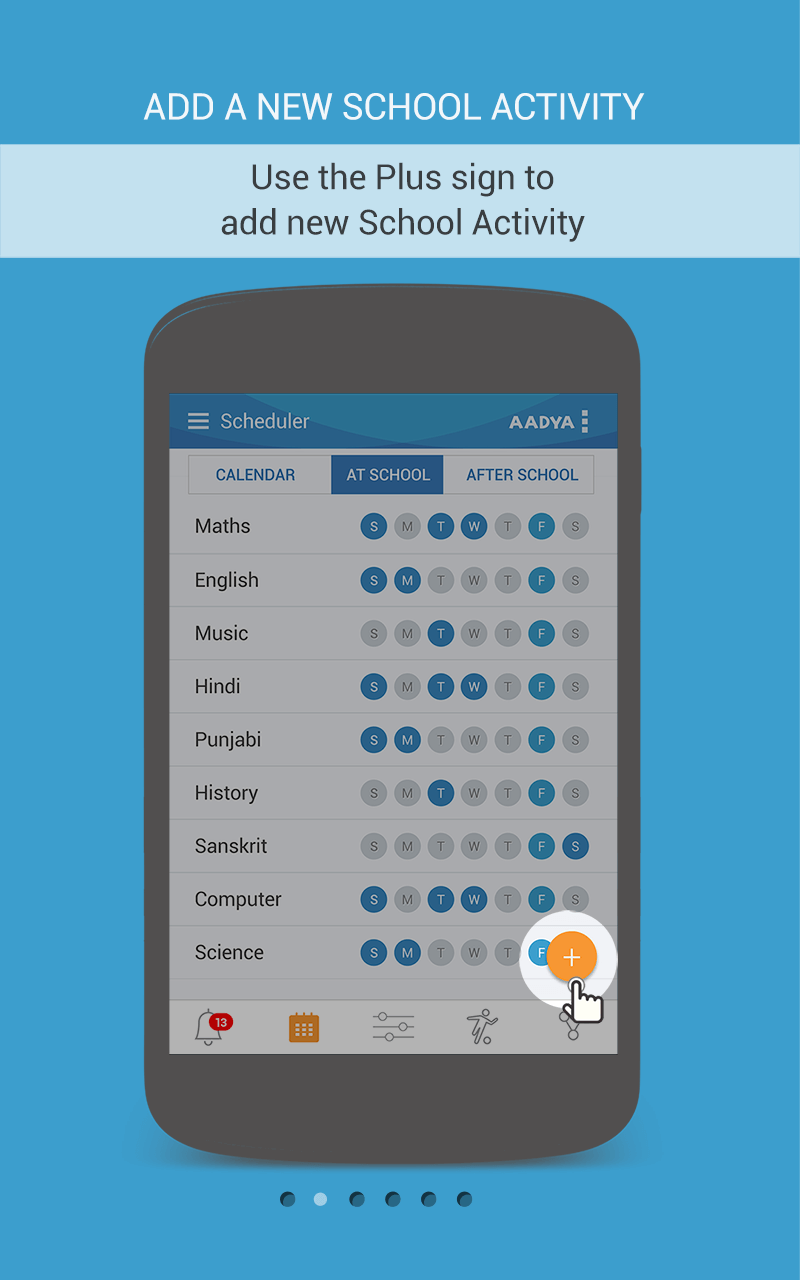 ADD A NEW SCHOOL ACTIVITY
Use the Plus sign to
add new School Activity
Scheduler AADYA
CALENDAR AT SCHOOL AFTER SCHOOL
Maths S M T W T F S
English S M T W T F S
Music S M T W T F S
Hindi S M T W T F S
Punjabi S M T W T F S
History S M T W T F S
Sanskrit S M T W T F S
Computer S M T W T F S
Science S M T W T F +
13